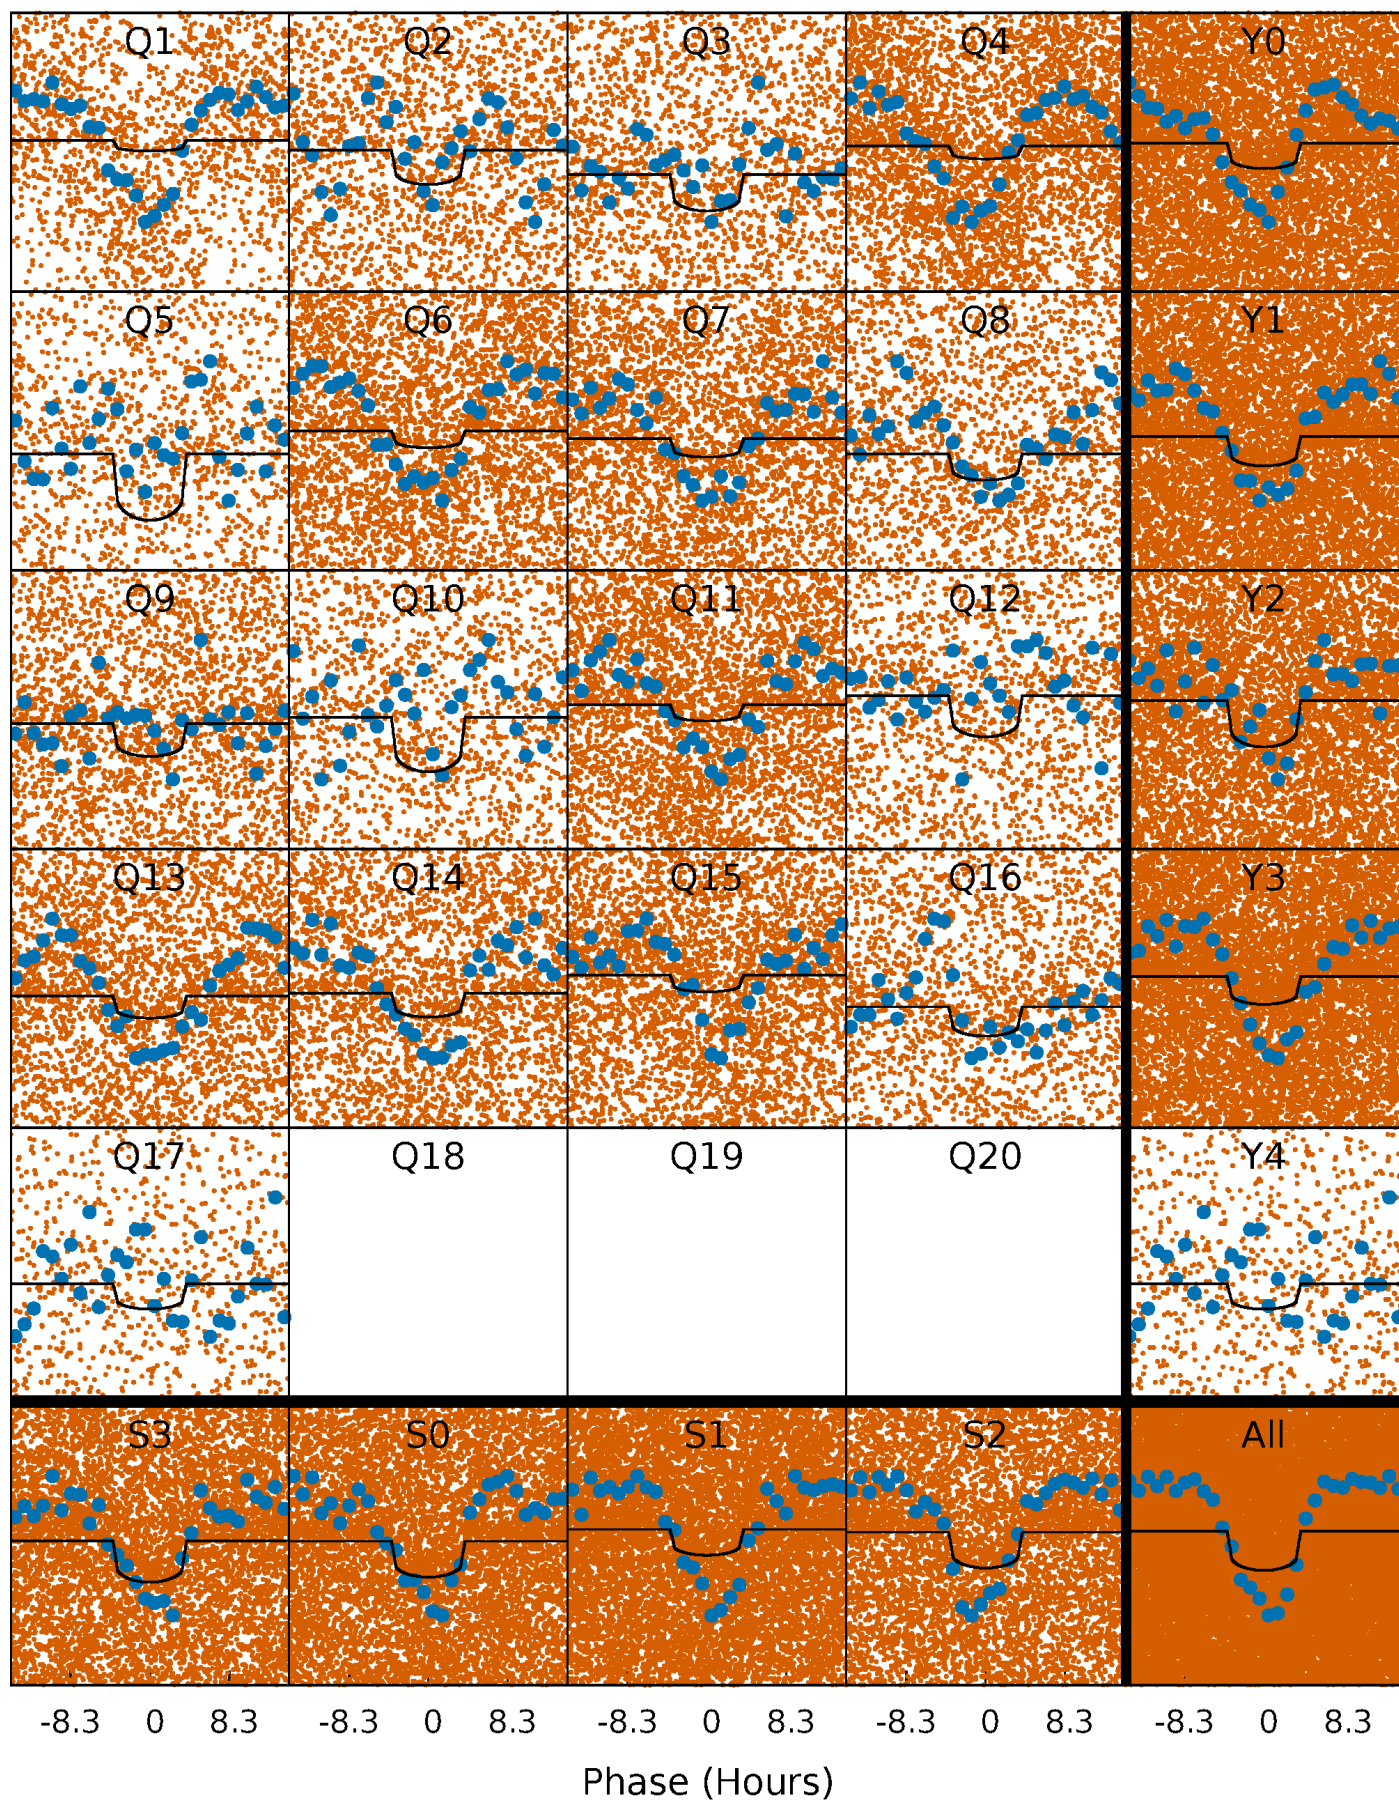 Q1 Q2 Q3 Q4 Y0
Q5 Q6 Q7 Q8 Y1
Q9 Q10 Q11 Q12 Y2
Q13 Q14 Q15 Q16 Y3
Q17 Q18 Q19 Q20 Y4
S3 S0 S1 S2 All
-8.3 0 8.3 -8.3 0 8.3 -8.3 0 8.3 -8.3 0 8.3 -8.3 0 8.3
Phase (Hours)